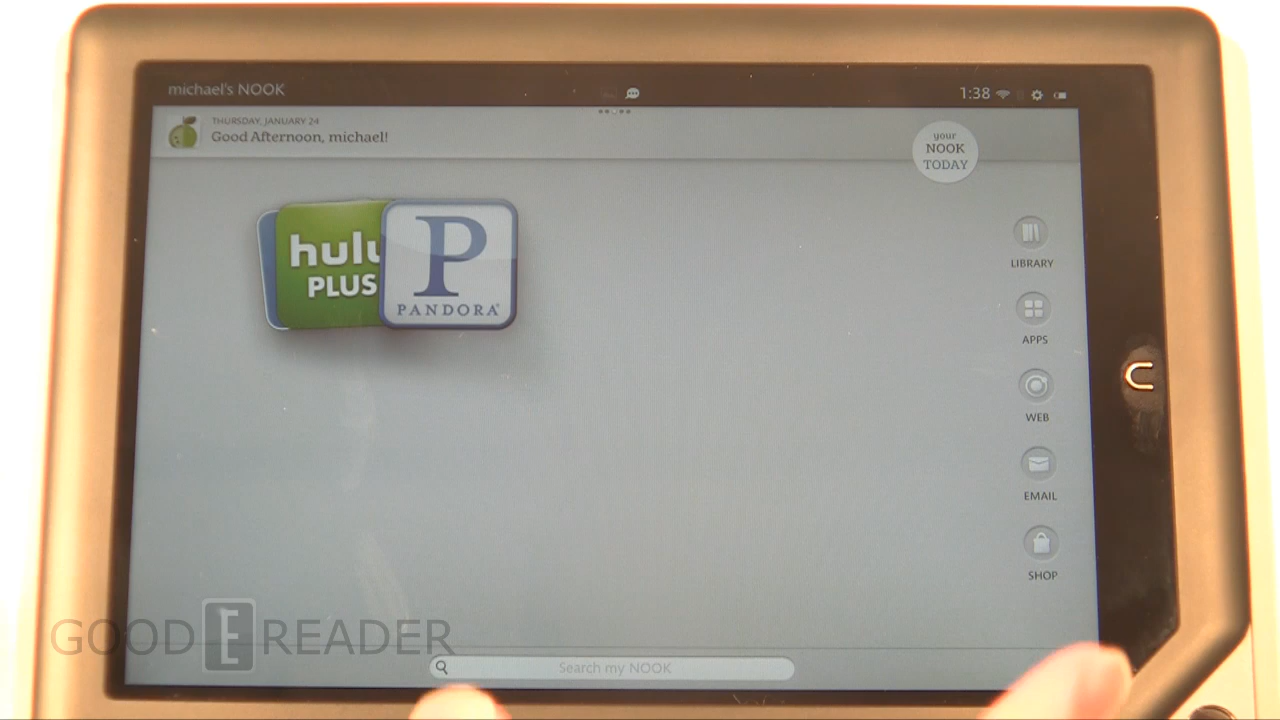 michael's NOOK
1:38
THURSDAY, JANUARY 24
Good Afternoon, michael!
your
NOOK
TODAY
hulu
PLUS
P
PANDORA
LIBRARY
APPS
WEB
EMAIL
SHOP
GOOD E READER
Search my NOOK